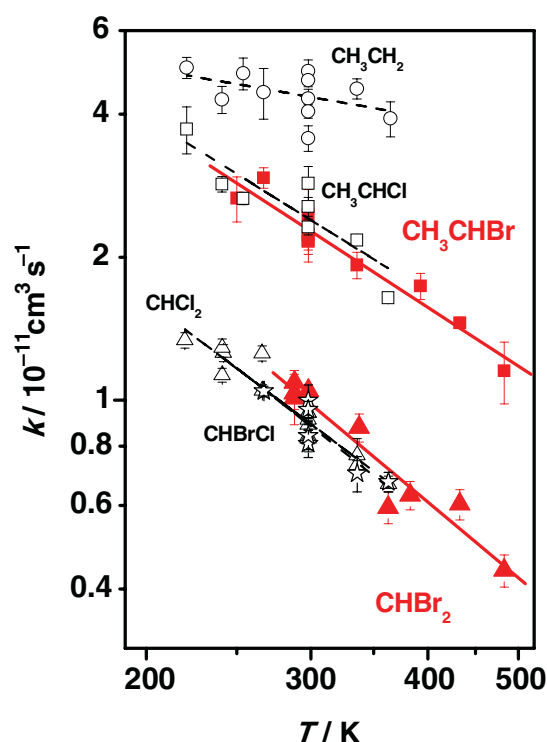 6
4
2
1
0.8
0.6
0.4
k / 10⁻¹¹cm³ s⁻¹
CH₃CH₂
CH₃CHCl
CH₃CHBr
CHCl₂
CHBrCl
CHBr₂
200 300 400 500
T / K